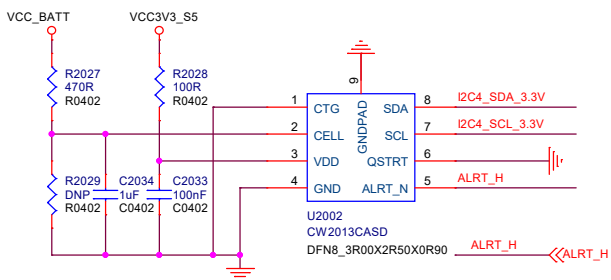 VCC_BATT
VCC3V3_S5
R2027
470R
R0402
R2028
100R
R0402
R2029
DNP
R0402
C2034
1uF
C0402
C2033
100nF
C0402
9
1
2
3
4
CTG
CELL
VDD
GND
GNDPAD
SDA
SCL
QSTRT
ALRT_N
8
7
6
5
I2C4_SDA_3.3V
I2C4_SCL_3.3V
ALRT_H
U2002
CW2013CASD
DFN8_3R00X2R50X0R90
ALRT_H
ALRT_H